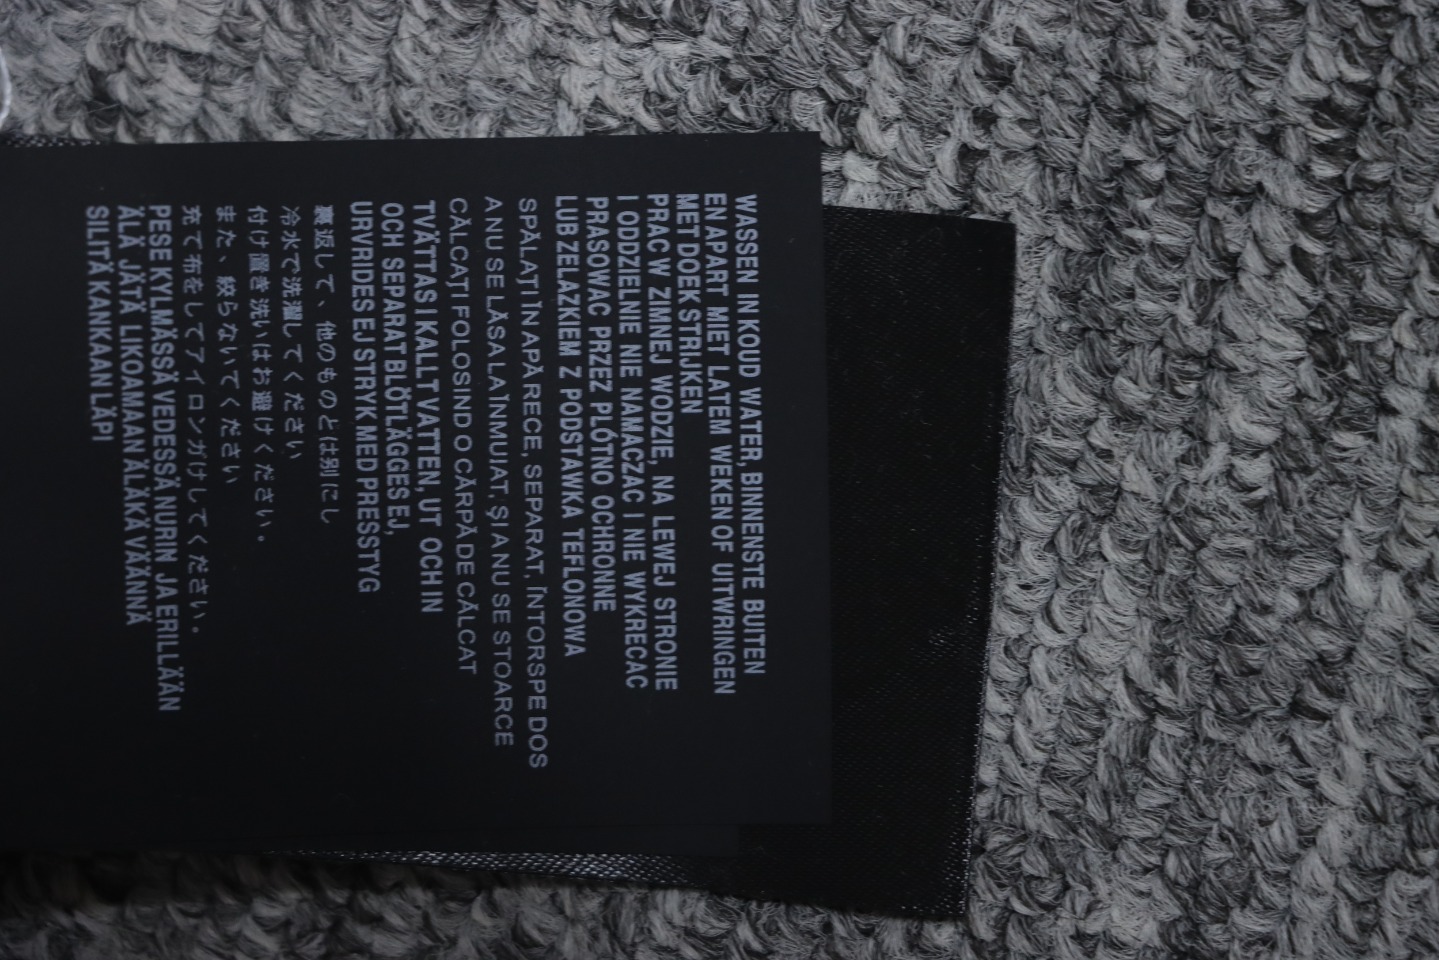 WASSEN IN KOUD WATER, BINNENSTE BUITEN
EN APART MIET LATEM WEKEN OF UITWRINGEN
MET DOEK STRIJKEN
PRAC W ZIMNEJ WODZIE, NA LEWEJ STRONIE
I ODDZIELNIE NIE NAMACZAC I NIE WYKRECAC
PRASOWAC PRZEZ PLÓTNO OCHRONNE
LUB ZELAZKIEM Z PODSTAWKA TEFLONOWA
SPĂLAŢI ÎN APĂ RECE, SEPARAT, ÎNTORSPE DOS
A NU SE LĂSA LA ÎNMUIAT, ŞI A NU SE STOARCE
CĂLCAŢI FOLOSIND O CÂRPĂ DE CĂLCAT
TVÄTTAS I KALLT VATTEN, UT OCH IN
OCH SEPARAT BLÖTLÄGGES EJ,
URVRIDES EJ STRYK MED PRESSTYG
裏返して、他のものとは別にし
冷水で洗濯してください
付け置き洗いはお避けください。
また、絞らないでください
充て布をしてアイロンがけしてください。
PESE KYLMÄSSÄ VEDESSÄ NURIN JA ERILLÄÄN
ÄLÄ JÄTÄ LIKOAMAAN ÄLÄKÄ VÄÄNNÄ
SILITÄ KANKAAN LÄPI